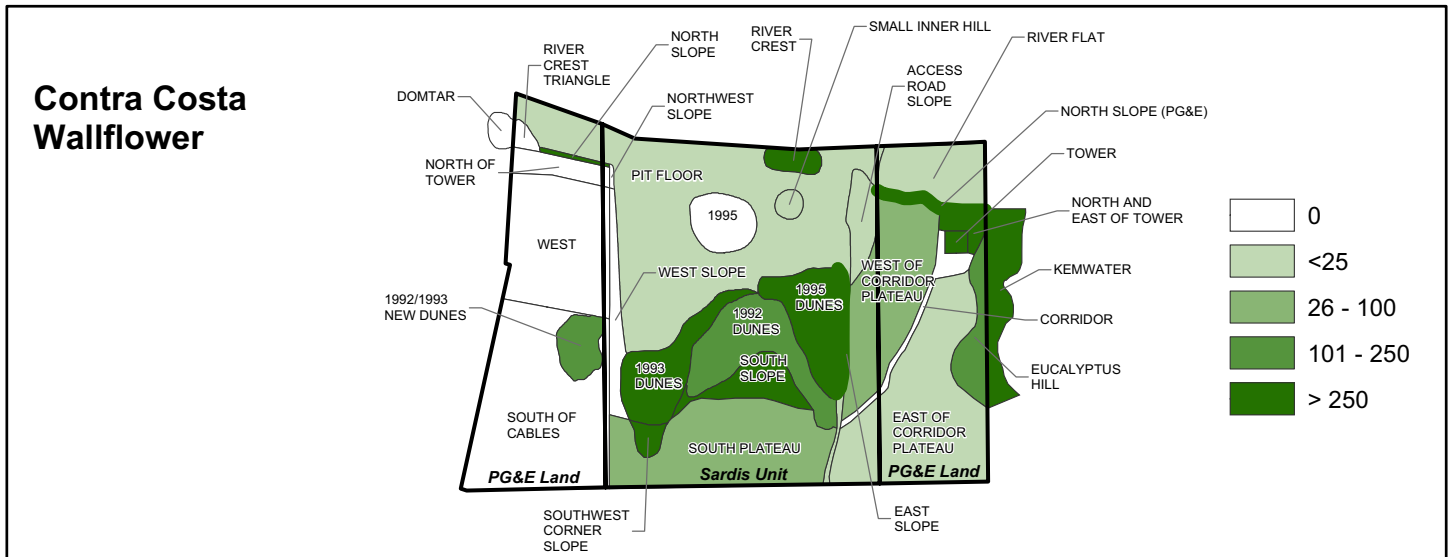 Contra Costa
Wallflower
DOMTAR
RIVER
CREST
TRIANGLE
NORTH
SLOPE
RIVER
CREST
SMALL INNER HILL
RIVER FLAT
ACCESS
ROAD
SLOPE
NORTHWEST
SLOPE
NORTH SLOPE (PG&E)
TOWER
NORTH OF
TOWER
PIT FLOOR
1995
NORTH AND
EAST OF TOWER
WEST
WEST SLOPE
WEST OF
CORRIDOR
PLATEAU
KEMWATER
1992/1993
NEW DUNES
1995
DUNES
1992
DUNES
CORRIDOR
1993
DUNES
SOUTH
SLOPE
EUCALYPTUS
HILL
SOUTH OF
CABLES
SOUTH PLATEAU
EAST OF
CORRIDOR
PLATEAU
PG&E Land
Sardis Unit
PG&E Land
SOUTHWEST
CORNER
SLOPE
EAST
SLOPE
0
<25
26 - 100
101 - 250
> 250